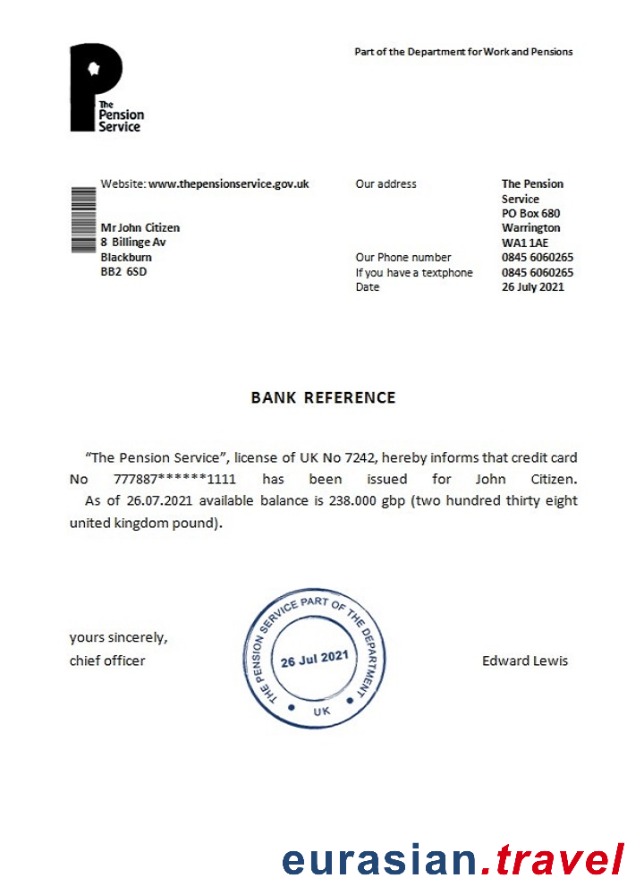 Part of the Department for Work and Pensions
The
Pension
Service
Website: www.thepensionservice.gov.uk
Mr John Citizen
8 Billinge Av
Blackburn
BB2 6SD
Our address
The Pension
Service
PO Box 680
Warrington
WA1 1AE
Our Phone number 0845 6060265
If you have a textphone 0845 6060265
Date 26 July 2021
BANK REFERENCE
“The Pension Service”, license of UK No 7242, hereby informs that credit card
No 777887******1111 has been issued for John Citizen.
As of 26.07.2021 available balance is 238.000 gbp (two hundred thirty eight
united kingdom pound).
yours sincerely,
chief officer
THE PENSION SERVICE PART OF THE DEPARTMENT
26 Jul 2021
UK
Edward Lewis
eurasian.travel